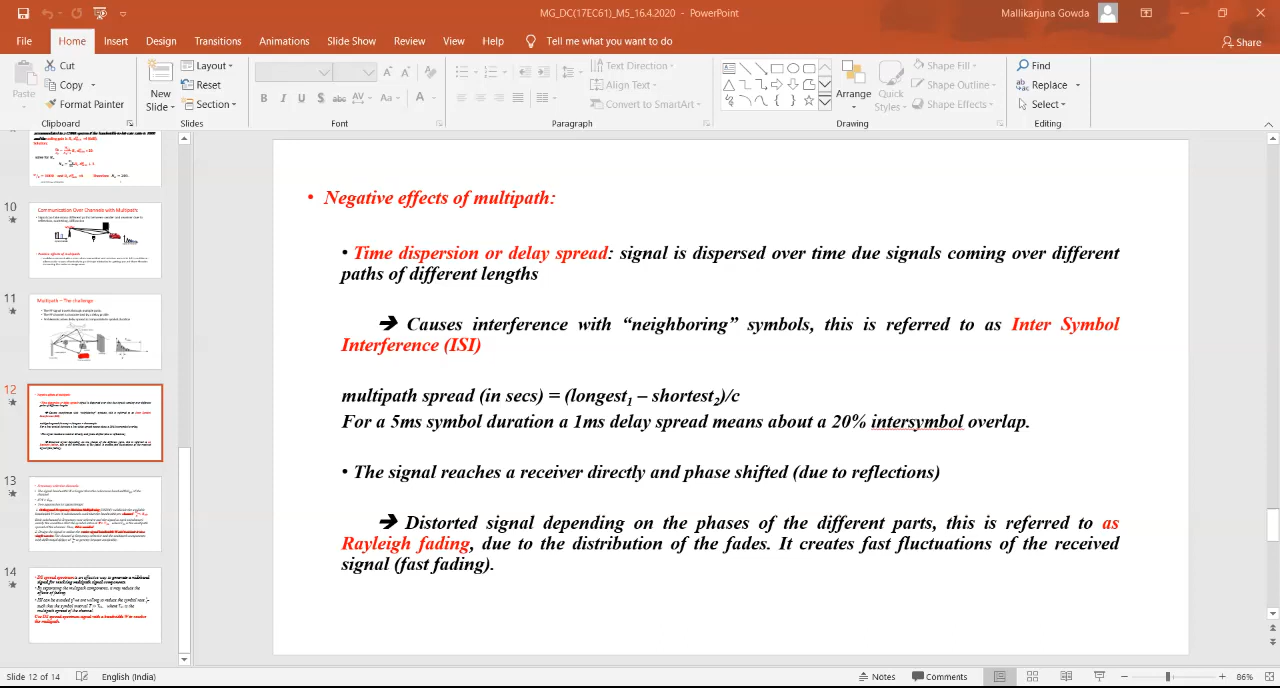 MG_DC(17EC61)_M5_16.4.2020 - PowerPoint
Mallikarjuna Gowda
File Home Insert Design Transitions Animations Slide Show Review View Help Tell me what you want to do
Share
Cut
Copy
Format Painter
Paste
Clipboard
New
Slide
Layout
Reset
Section
Slides
Font
Text Direction
Align Text
Convert to SmartArt
Paragraph
Arrange
Quick
Styles
Shape Fill
Shape Outline
Shape Effects
Drawing
Find
Replace
Select
Editing
10
Communication Over Channels with Multipaths
11
Multipath – The challenge
12
13
14
• Negative effects of multipath:
• Time dispersion or delay spread: signal is dispersed over time due signals coming over different
paths of different lengths
➔ Causes interference with “neighboring” symbols, this is referred to as Inter Symbol
Interference (ISI)
multipath spread (in secs) = (longest1 – shortest2)/c
For a 5ms symbol duration a 1ms delay spread means about a 20% intersymbol overlap.
• The signal reaches a receiver directly and phase shifted (due to reflections)
➔ Distorted signal depending on the phases of the different parts, this is referred to as
Rayleigh fading, due to the distribution of the fades. It creates fast fluctuations of the received
signal (fast fading).
Slide 12 of 14 English (India) Notes Comments 86%